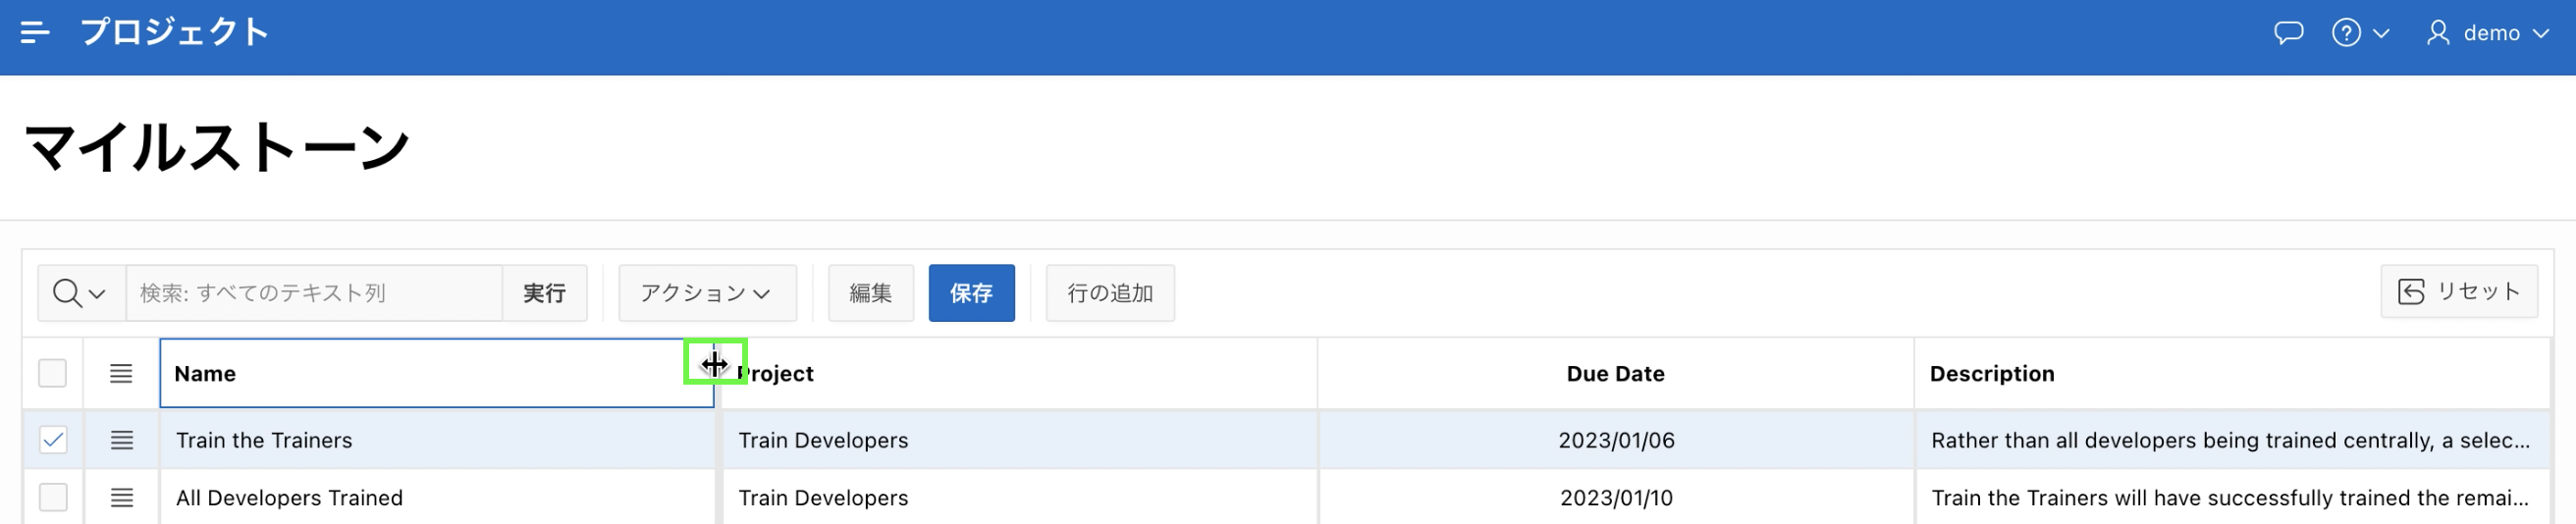 プロジェクト
demo
マイルストーン
検索: すべてのテキスト列 実行 アクション 編集 保存 行の追加 リセット
Name Project Due Date Description
Train the Trainers Train Developers 2023/01/06 Rather than all developers being trained centrally, a selec...
All Developers Trained Train Developers 2023/01/10 Train the Trainers will have successfully trained the remai...